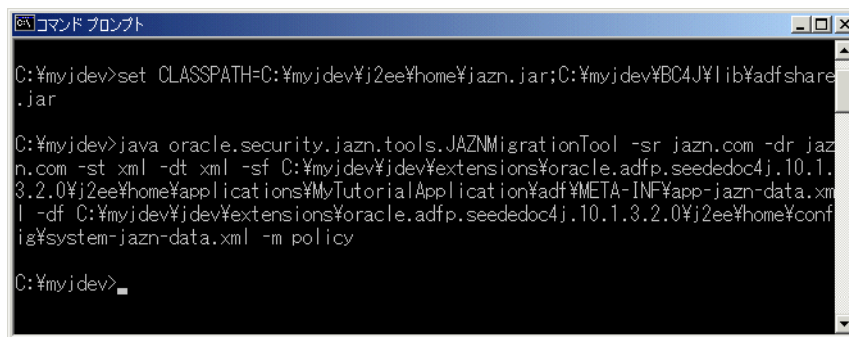 コマンド プロンプト
C:¥myjdev>set CLASSPATH=C:¥myjdev¥j2ee¥home¥jazn.jar;C:¥myjdev¥BC4J¥lib¥adfshare
.jar
C:¥myjdev>java oracle.security.jazn.tools.JAZNMigrationTool -sr jazn.com -dr jaz
n.com -st xml -dt xml -sf C:¥myjdev¥jdev¥extensions¥oracle.adfp.seededoc4j.10.1.
3.2.0¥j2ee¥home¥applications¥MyTutorialApplication¥adf¥META-INF¥app-jazn-data.xm
l -df C:¥myjdev¥jdev¥extensions¥oracle.adfp.seededoc4j.10.1.3.2.0¥j2ee¥home¥conf
ig¥system-jazn-data.xml -m policy
C:¥myjdev>